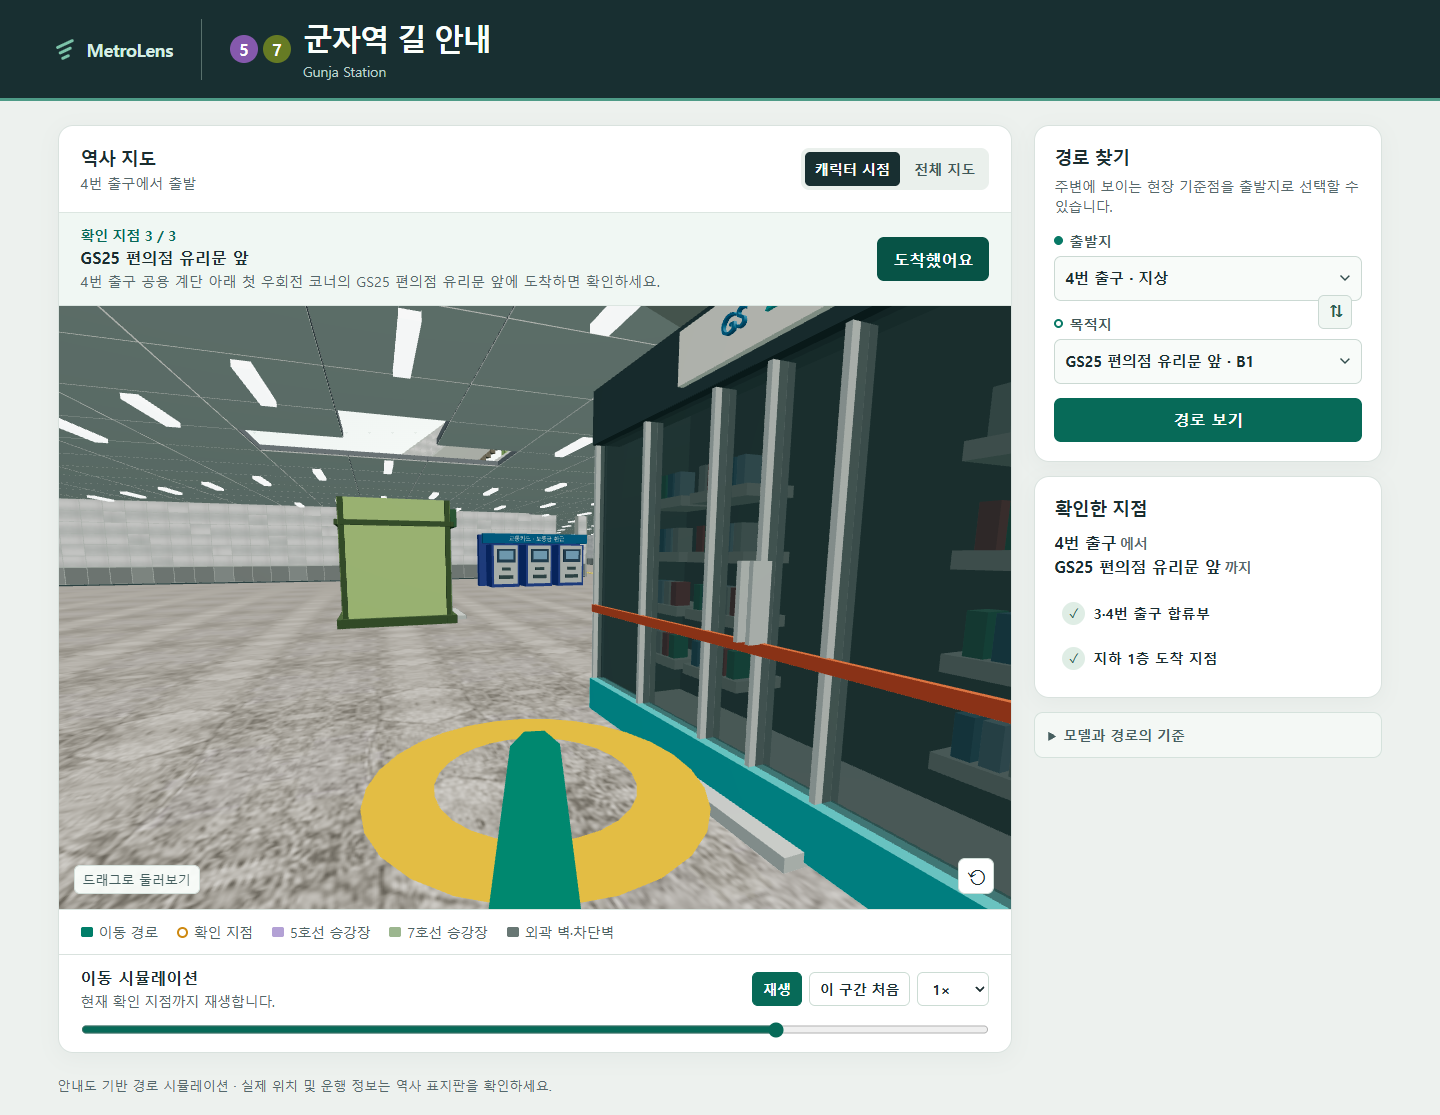 MetroLens
5 7 군자역 길 안내
Gunja Station
역사 지도
4번 출구에서 출발
캐릭터 시점 전체 지도
확인 지점 3 / 3
GS25 편의점 유리문 앞
4번 출구 공용 계단 아래 첫 우회전 코너의 GS25 편의점 유리문 앞에 도착하면 확인하세요.
도착했어요
GS
교통카드 · 보증금 환급
드래그로 둘러보기
이동 경로 확인 지점 5호선 승강장 7호선 승강장 외곽 벽·차단벽
이동 시뮬레이션
현재 확인 지점까지 재생합니다.
재생 이 구간 처음 1×
경로 찾기
주변에 보이는 현장 기준점을 출발지로 선택할 수
있습니다.
출발지
4번 출구 · 지상
목적지
GS25 편의점 유리문 앞 · B1
경로 보기
확인한 지점
4번 출구 에서
GS25 편의점 유리문 앞 까지
3·4번 출구 합류부
지하 1층 도착 지점
모델과 경로의 기준
안내도 기반 경로 시뮬레이션 · 실제 위치 및 운행 정보는 역사 표지판을 확인하세요.